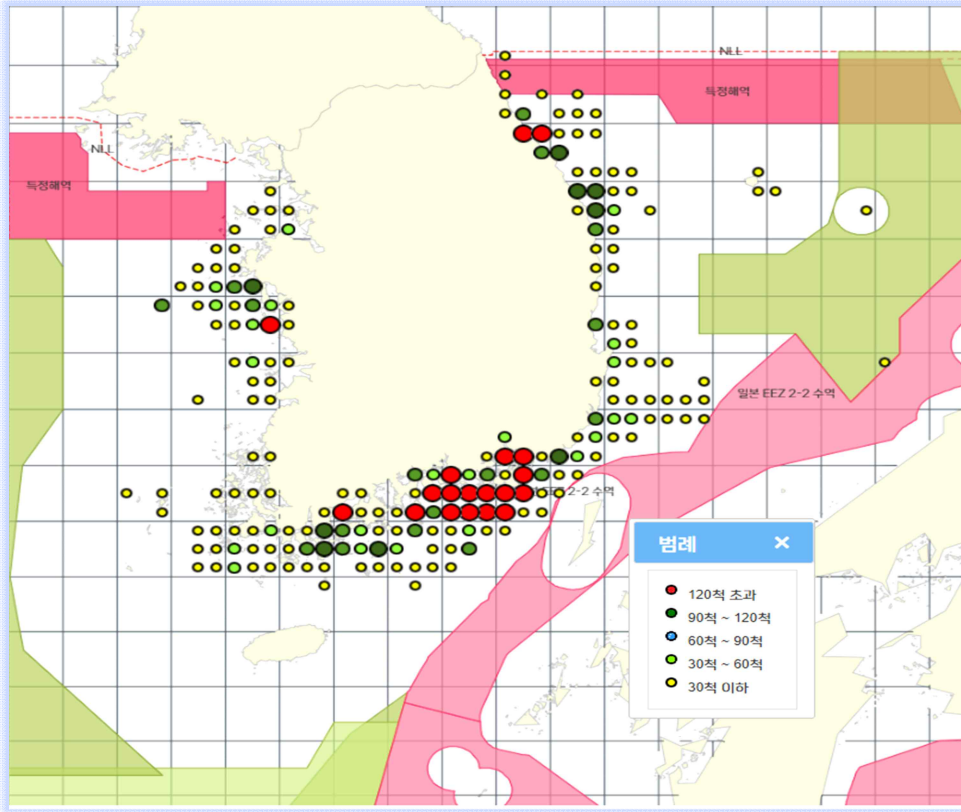 NLL
특정해역
NLL
특정해역
일본 EEZ 2-2 수역
2-2 수역
범례
120척 초과
90척 ~ 120척
60척 ~ 90척
30척 ~ 60척
30척 이하